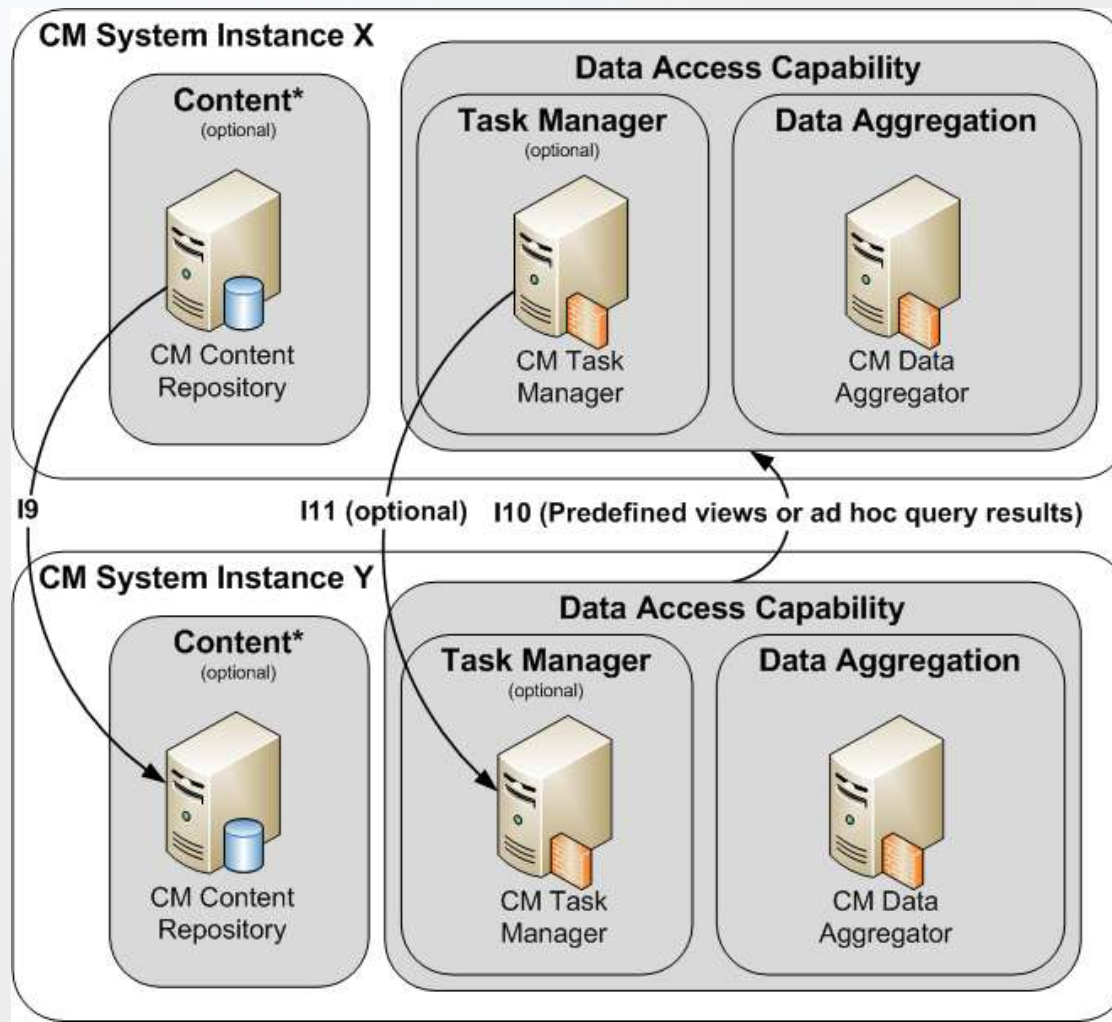 CM System Instance X
Data Access Capability
Content*
(optional)
Task Manager
(optional)
Data Aggregation
CM Content
Repository
CM Task
Manager
CM Data
Aggregator
I9
I11 (optional)
I10 (Predefined views or ad hoc query results)
CM System Instance Y
Data Access Capability
Content*
(optional)
Task Manager
(optional)
Data Aggregation
CM Content
Repository
CM Task
Manager
CM Data
Aggregator